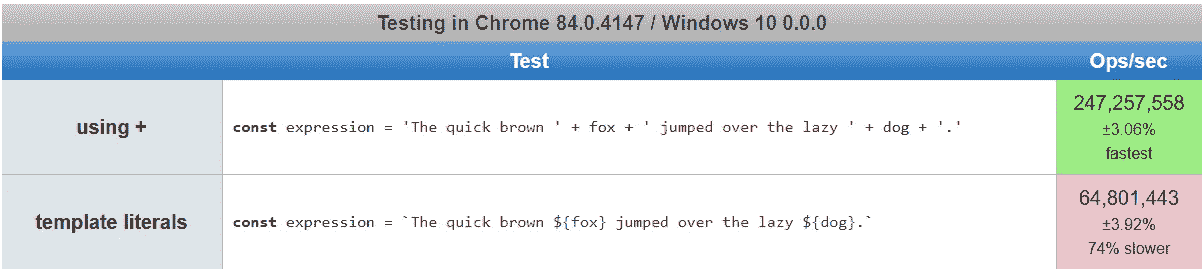 Testing in Chrome 84.0.4147 / Windows 10 0.0.0
Test Ops/sec
using + const expression = 'The quick brown ' + fox + ' jumped over the lazy ' + dog + '.' 247,257,558
±3.06%
fastest
template literals const expression = `The quick brown ${fox} jumped over the lazy ${dog}.` 64,801,443
±3.92%
74% slower